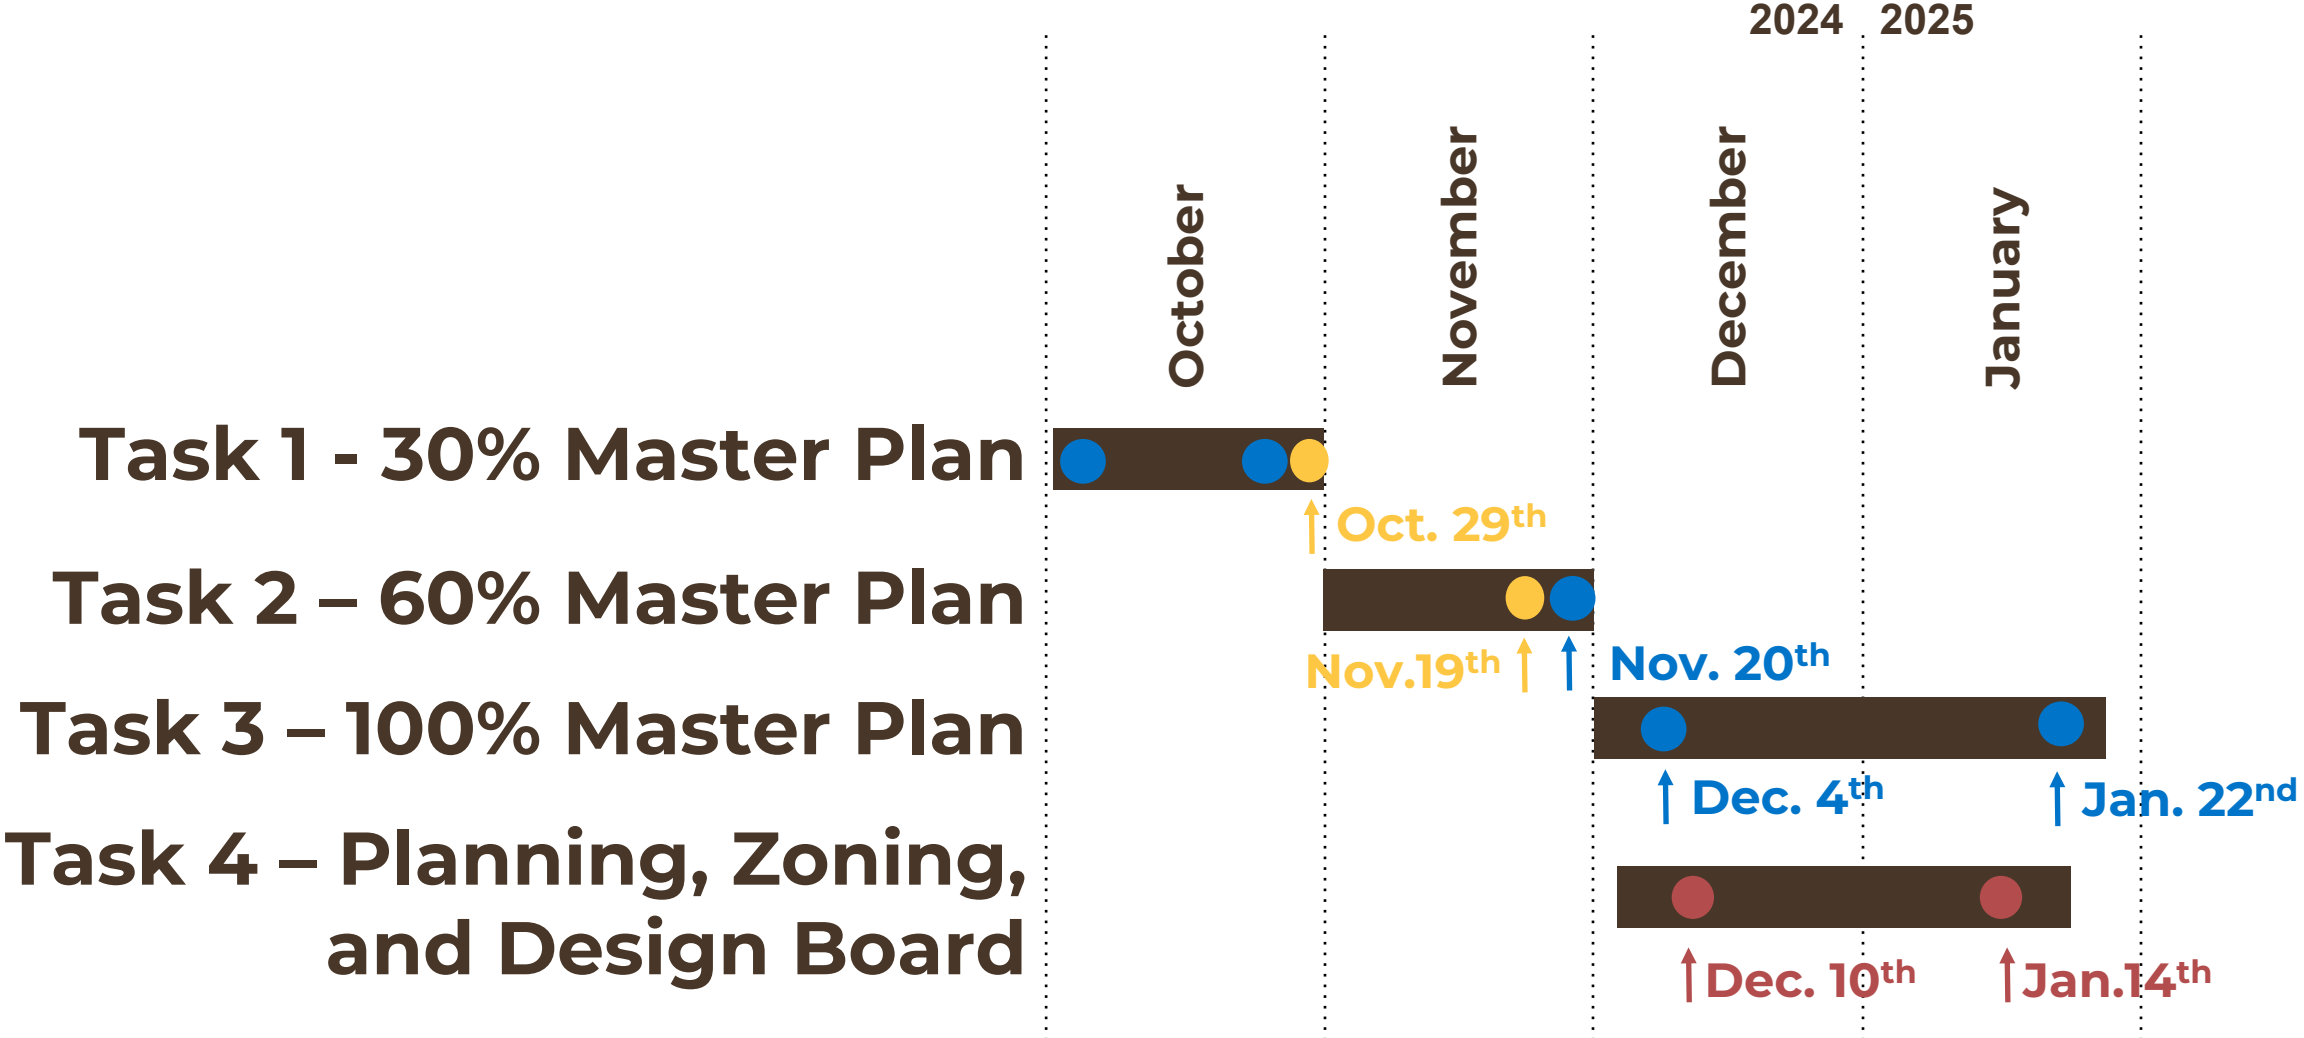 2024 2025
October
November
December
January
Task 1 - 30% Master Plan
Oct. 29th
Task 2 – 60% Master Plan
Nov.19th
Nov. 20th
Task 3 – 100% Master Plan
Dec. 4th
Jan. 22nd
Task 4 – Planning, Zoning,
and Design Board
Dec. 10th
Jan.14th